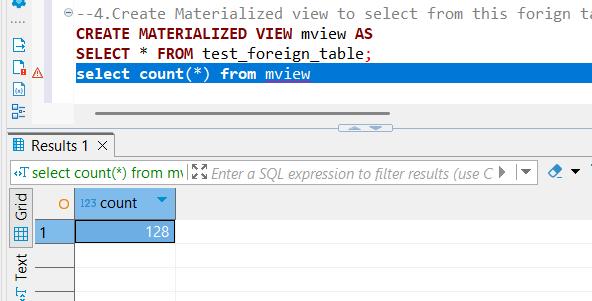 --4.Create Materialized view to select from this forign ta
CREATE MATERIALIZED VIEW mview AS
SELECT * FROM test_foreign_table;
select count(*) from mview
Results 1
select count(*) from mv
Enter a SQL expression to filter results (use C
Grid
123 count
1
128
Text